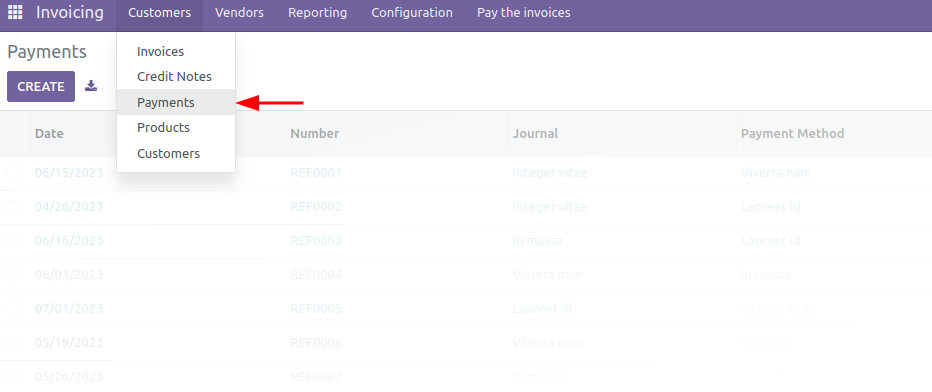 Invoicing Customers Vendors Reporting Configuration Pay the invoices
Payments
Invoices
Credit Notes
Payments
Products
Customers
CREATE
Date Number Journal Payment Method
06/15/2023 REF0001 Integer vitae Viverra nam
04/26/2023 REF0002 Integer vitae Laoreet id
06/16/2023 REF0003 In massa Laoreet id
06/03/2023 REF0004 Viverra nam In massa
07/01/2023 REF0005 Laoreet id Integer vitae
05/19/2023 REF0006 Viverra nam
05/26/2023 REF0007 In massa